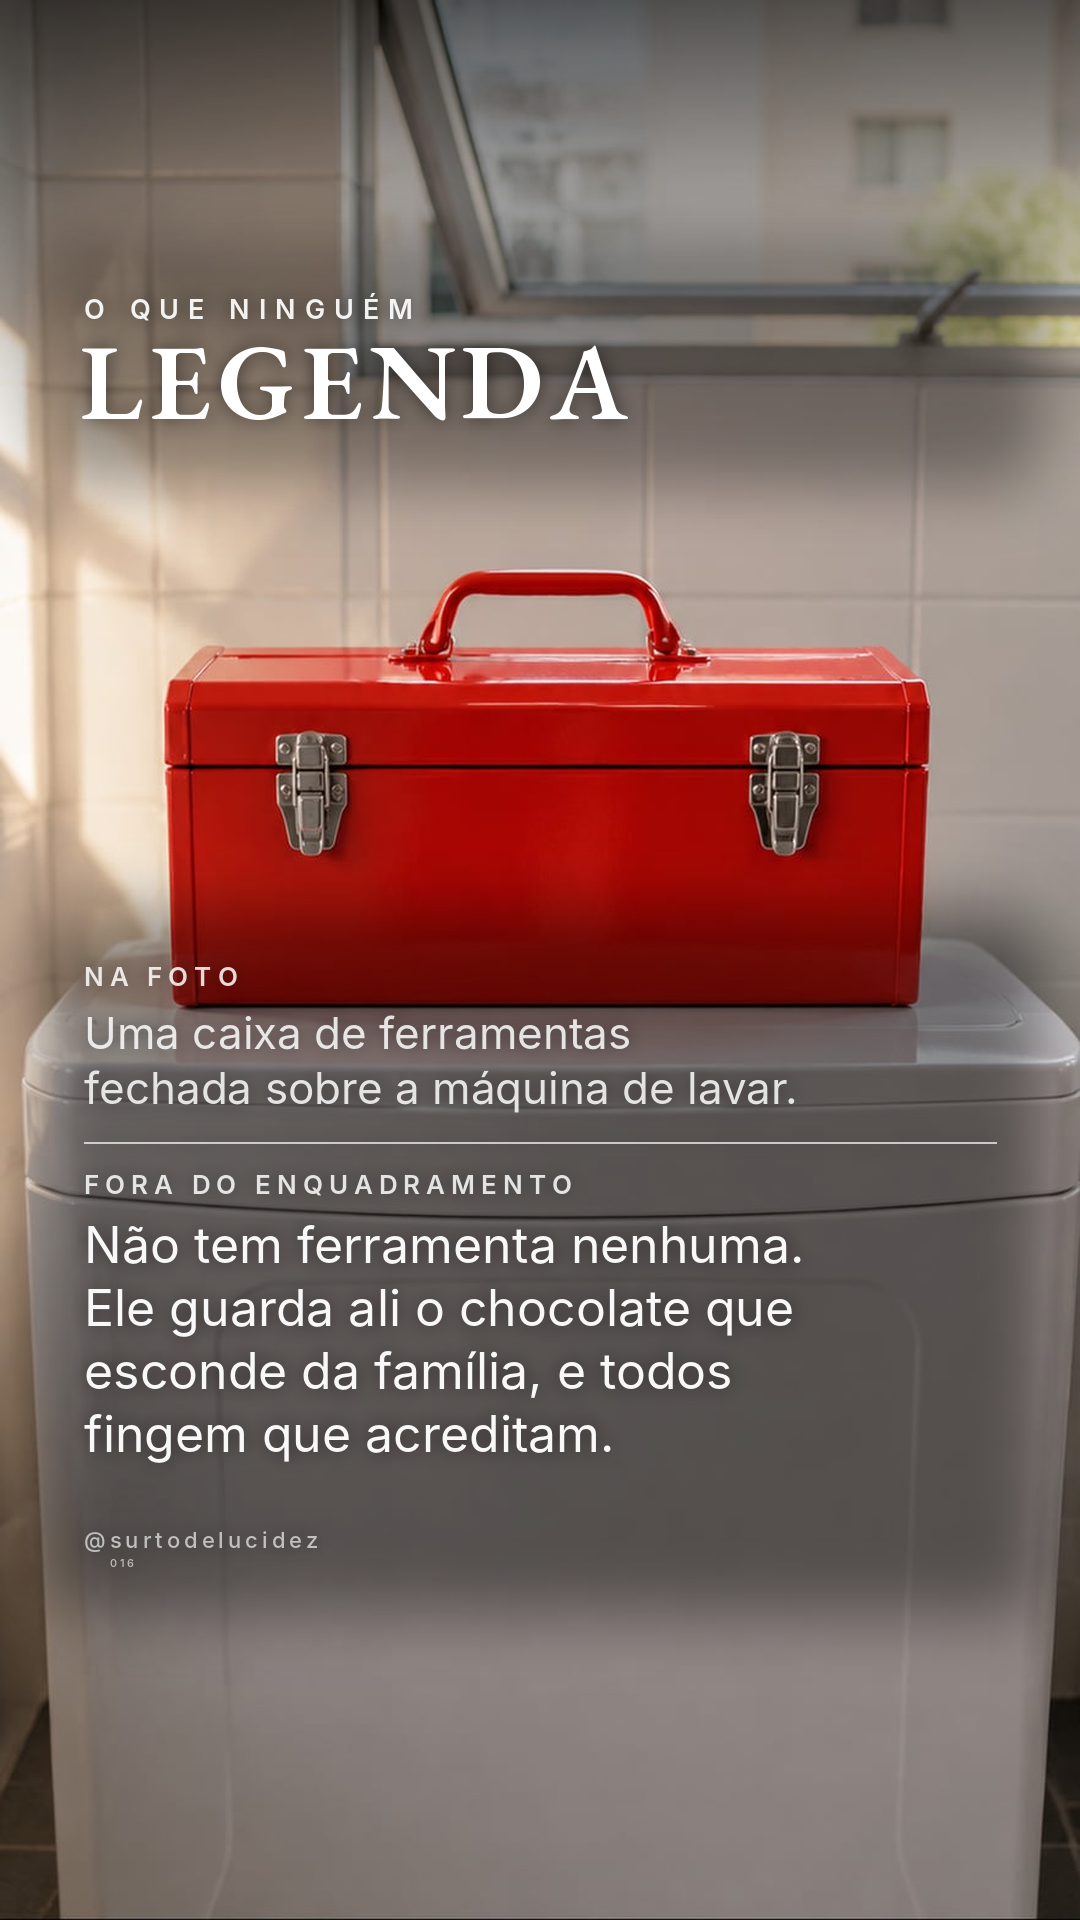 O QUE NINGUÉM
LEGENDA
NA FOTO
Uma caixa de ferramentas
fechada sobre a máquina de lavar.
FORA DO ENQUADRAMENTO
Não tem ferramenta nenhuma.
Ele guarda ali o chocolate que
esconde da família, e todos
fingem que acreditam.
@surtodelucidez
016